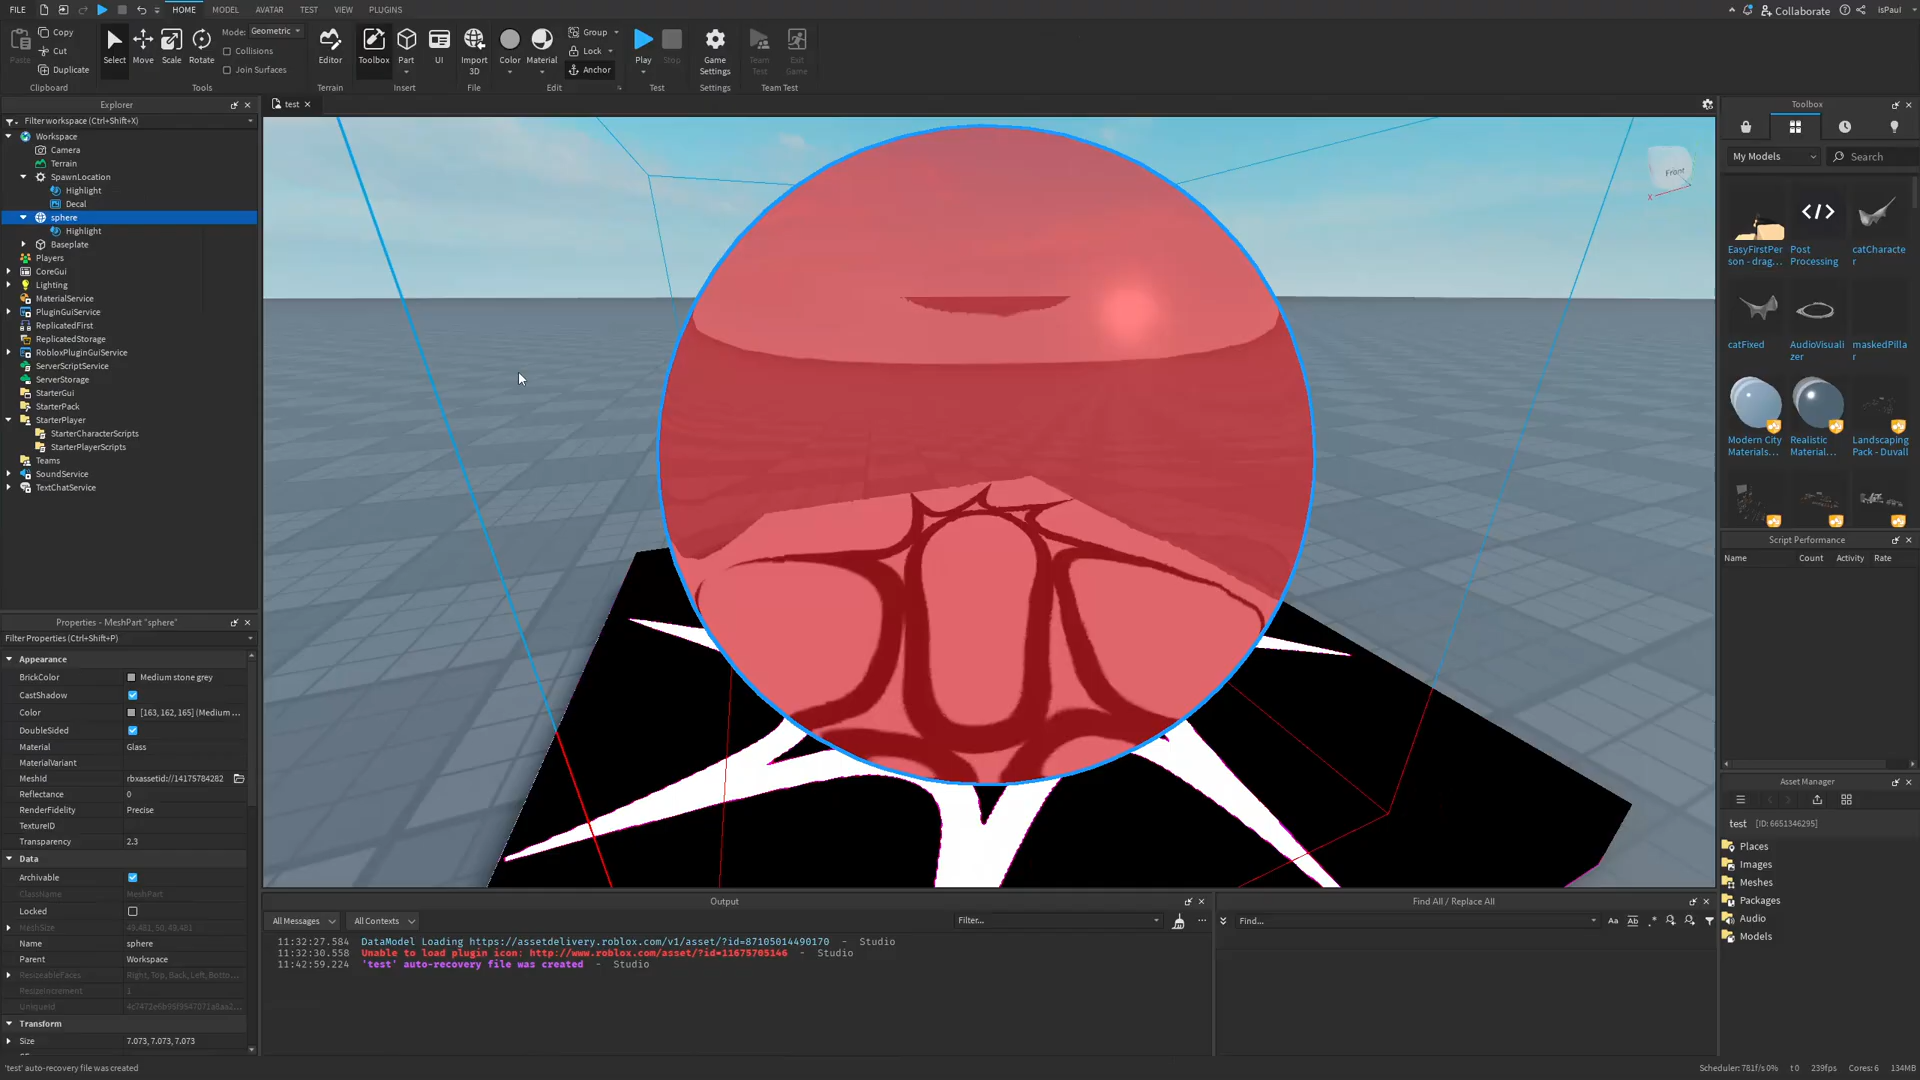 FILE
HOME
MODEL
AVATAR
TEST
VIEW
PLUGINS
Collaborate
isPaul
Paste
Copy
Cut
Duplicate
Clipboard
Select
Move
Scale
Rotate
Mode: Geometric
Collisions
Join Surfaces
Tools
Editor
Terrain
Toolbox
Part
UI
Insert
Import
3D
File
Color
Material
Group
Lock
Anchor
Edit
Play
Stop
Test
Game
Settings
Settings
Team
Test
Exit
Game
Team Test
Explorer
Filter workspace (Ctrl+Shift+X)
Workspace
Camera
Terrain
SpawnLocation
Highlight
Decal
sphere
Highlight
Baseplate
Players
CoreGui
Lighting
MaterialService
PluginGuiService
ReplicatedFirst
ReplicatedStorage
RobloxPluginGuiService
ServerScriptService
ServerStorage
StarterGui
StarterPack
StarterPlayer
StarterCharacterScripts
StarterPlayerScripts
Teams
SoundService
TextChatService
Properties - MeshPart "sphere"
Filter Properties (Ctrl+Shift+P)
Appearance
BrickColor Medium stone grey
CastShadow
Color [163, 162, 165] (Medium ...
DoubleSided
Material Glass
MaterialVariant
MeshId rbxassetid://14175784282
Reflectance 0
RenderFidelity Precise
TextureID
Transparency 2.3
Data
Archivable
ClassName MeshPart
Locked
MeshSize 49.481, 50, 49.481
Name sphere
Parent Workspace
ResizeableFaces Right, Top, Back, Left, Botto...
ResizeIncrement 1
UniqueId
Transform
Size 7.073, 7.073, 7.073
'test' auto-recovery file was created
test
Front
X
Output
All Messages
All Contexts
Filter...
11:32:27.584 DataModel Loading https://assetdelivery.roblox.com/v1/asset/?id=87105014490170 - Studio
11:32:30.558 Unable to load plugin icon: http://www.roblox.com/asset/?id=11675705146 - Studio
11:42:59.224 'test' auto-recovery file was created - Studio
Find All / Replace All
Find...
Aa
Ab
Toolbox
My Models
Search
EasyFirstPer
son - drag...
Post
Processing
catCharacte
r
catFixed
AudioVisuali
zer
maskedPilla
r
Modern City
Materials...
Realistic
Material...
Landscaping
Pack - Duvall
Script Performance
Name
Count
Activity
Rate
Asset Manager
test [ID: 6651346295]
Places
Images
Meshes
Packages
Audio
Models
Scheduler: 781f/s 0%
t 0
239fps
Cores: 6
134MB